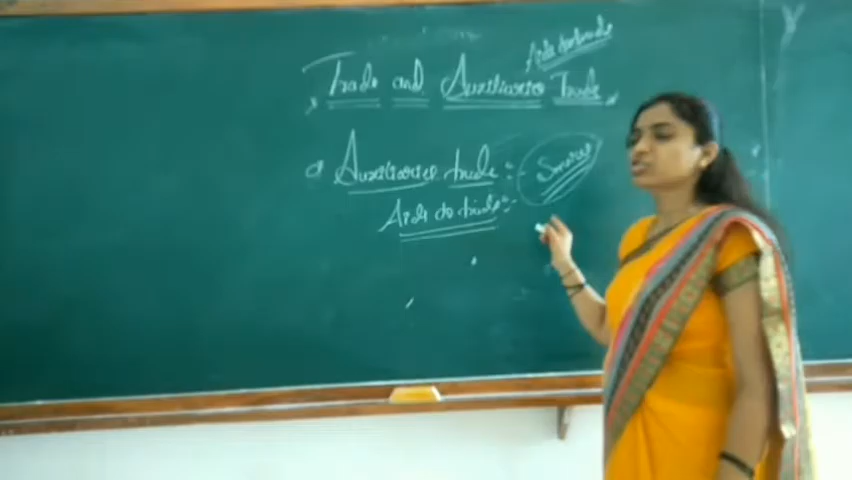 Aids to trade
Trade and Auxiliaries Trade
Auxiliaries trade :-
Aids to trade :-